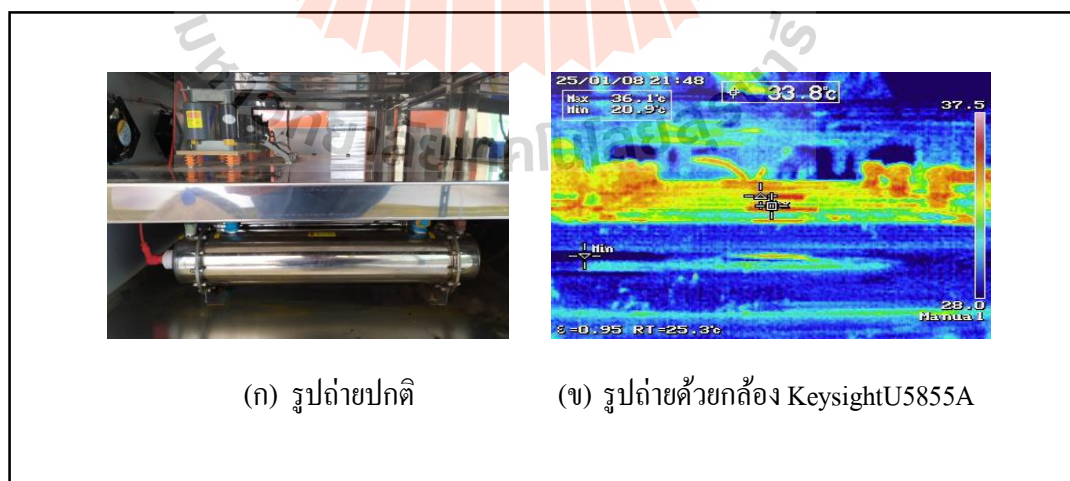 25/01/08 21:48
Max 36.1°c
Min 20.9°c
33.8°c
37.5
Min
28.0
Manual
ε=0.95 RT=25.3°c
(ก) รูปถ่ายปกติ
(ข) รูปถ่ายด้วยกล้อง KeysightU5855A